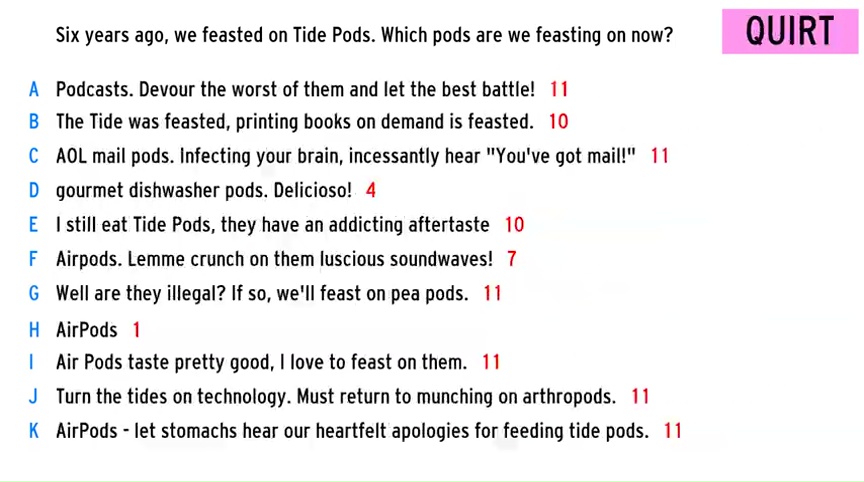 Six years ago, we feasted on Tide Pods. Which pods are we feasting on now?
QUIRT
A Podcasts. Devour the worst of them and let the best battle! 11
B The Tide was feasted, printing books on demand is feasted. 10
C AOL mail pods. Infecting your brain, incessantly hear "You've got mail!" 11
D gourmet dishwasher pods. Delicioso! 4
E I still eat Tide Pods, they have an addicting aftertaste 10
F Airpods. Lemme crunch on them luscious soundwaves! 7
G Well are they illegal? If so, we'll feast on pea pods. 11
H AirPods 1
I Air Pods taste pretty good, I love to feast on them. 11
J Turn the tides on technology. Must return to munching on arthropods. 11
K AirPods - let stomachs hear our heartfelt apologies for feeding tide pods. 11